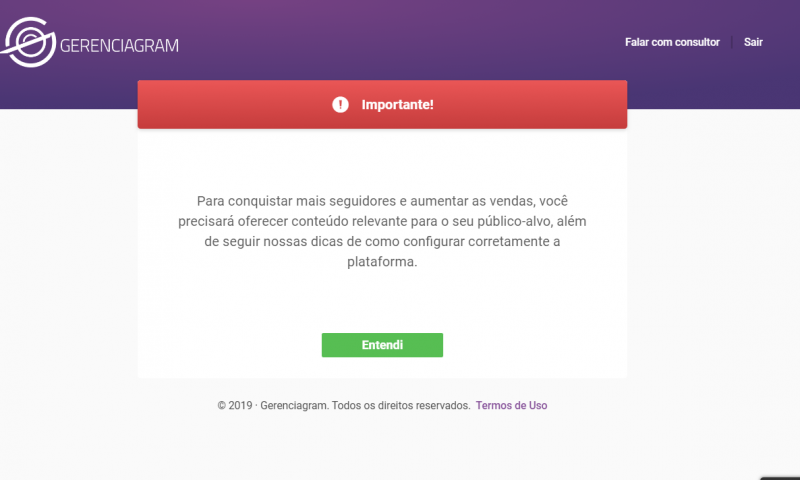 GERENCIAGRAM
Falar com consultor | Sair
! Importante!
Para conquistar mais seguidores e aumentar as vendas, você
precisará oferecer conteúdo relevante para o seu público-alvo, além
de seguir nossas dicas de como configurar corretamente a
plataforma.
Entendi
© 2019 · Gerenciagram. Todos os direitos reservados. Termos de Uso